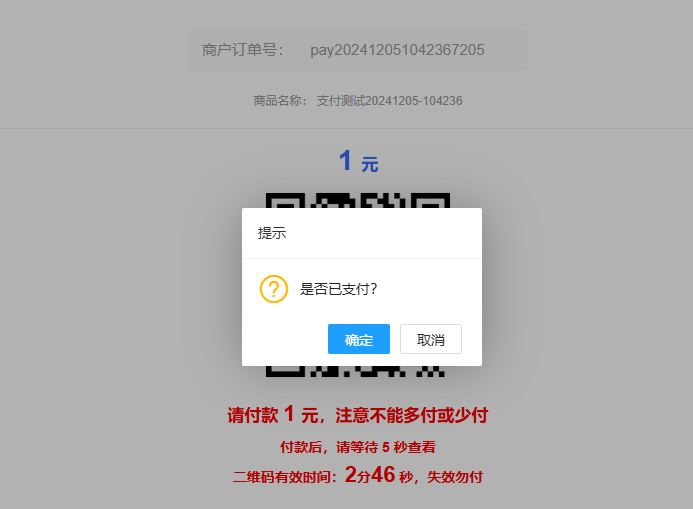 商户订单号： pay202412051042367205
商品名称： 支付测试20241205-104236
1 元
提示
是否已支付？
确定 取消
请付款 1 元，注意不能多付或少付
付款后，请等待 5 秒查看
二维码有效时间：2分46 秒，失效勿付